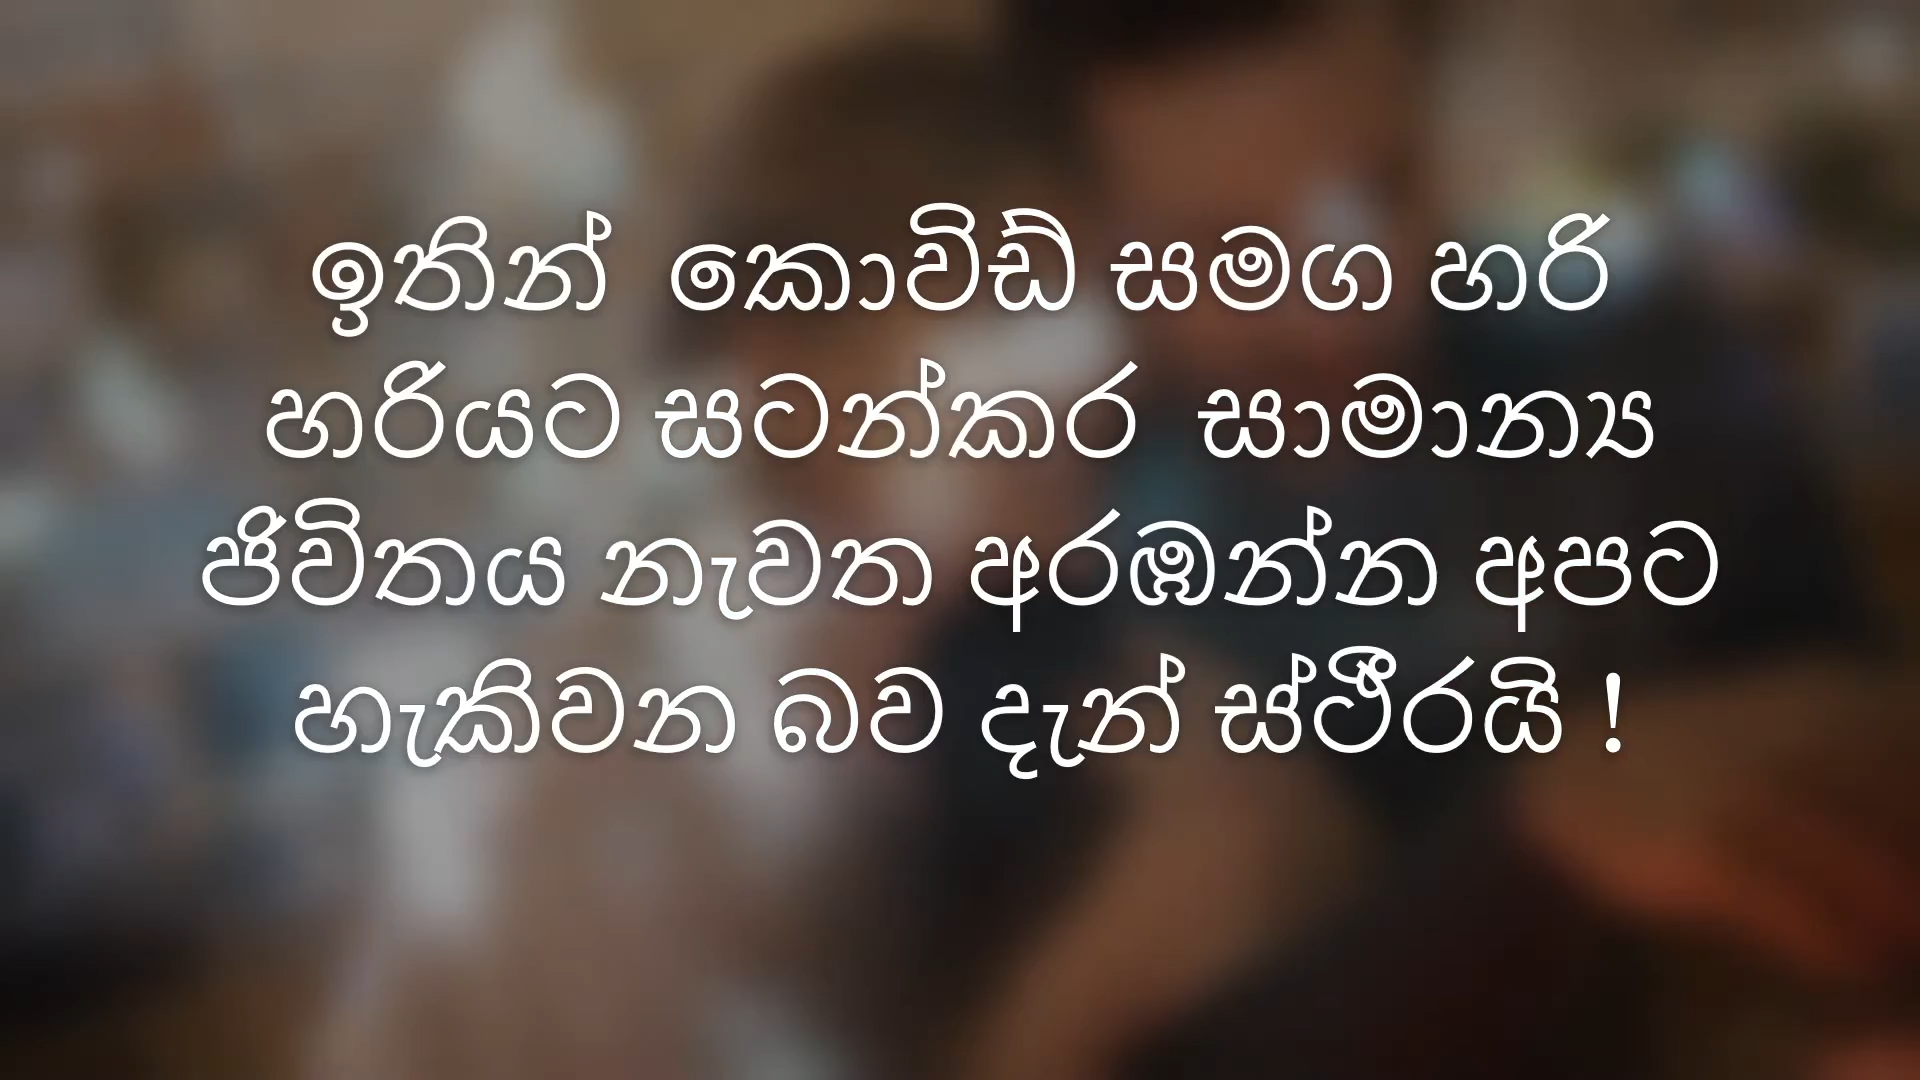 ඉතින්  කොවිඩ් සමග හරි
හරියට සටන්කර  සාමාන්‍ය
ජිවිතය නැවත අරඹන්න අපට
හැකිවන බව දැන් ස්ථීරයි !